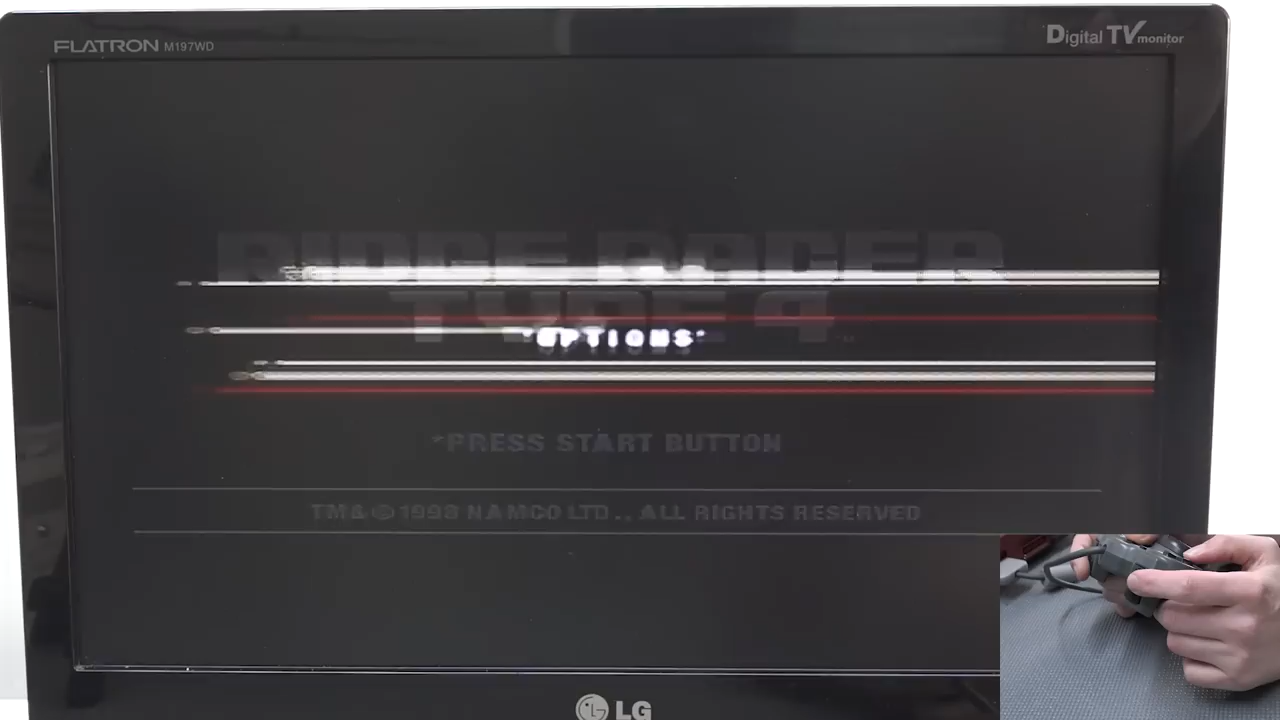 FLATRON M197WD
Digital TV monitor
RIDGE RACER
TYPE 4 ™
"OPTIONS"
"PRESS START BUTTON
TM & © 1998 NAMCO LTD., ALL RIGHTS RESERVED
LG